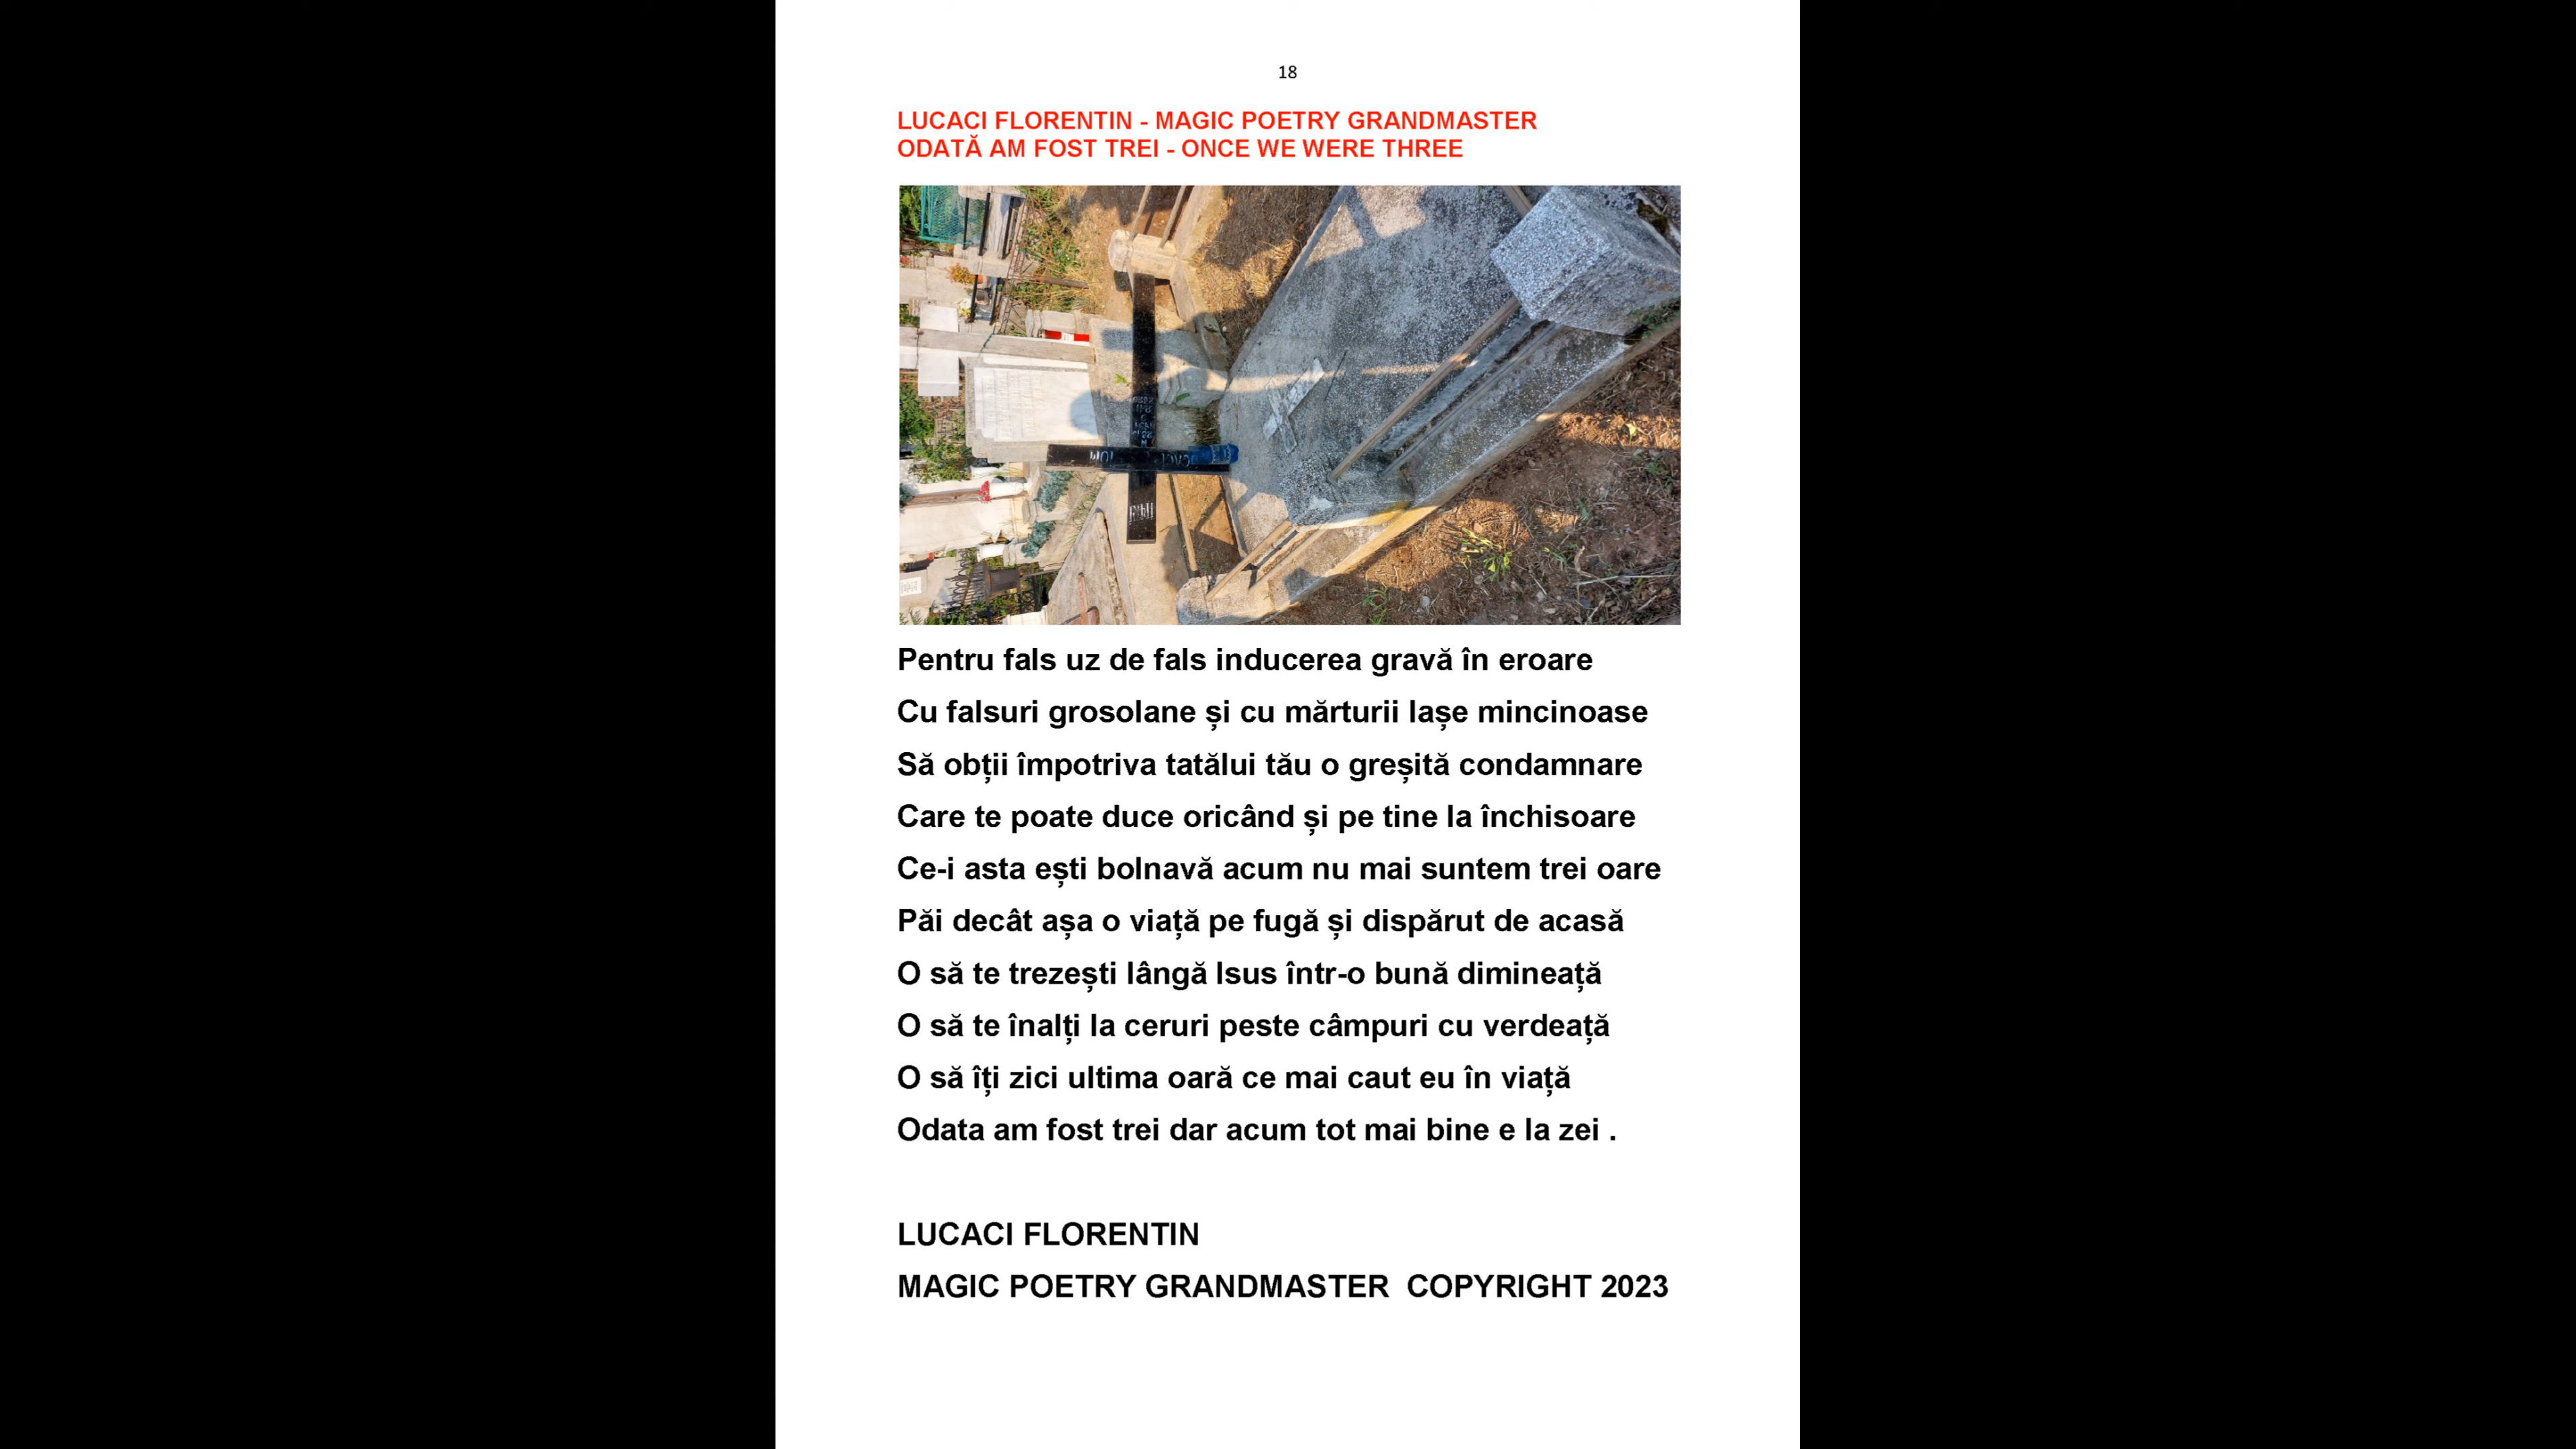 18
LUCACI FLORENTIN - MAGIC POETRY GRANDMASTER
ODATĂ AM FOST TREI - ONCE WE WERE THREE
Pentru fals uz de fals inducerea gravă în eroare
Cu falsuri grosolane și cu mărturii lașe mincinoase
Să obții împotriva tatălui tău o greșită condamnare
Care te poate duce oricând și pe tine la închisoare
Ce-i asta ești bolnavă acum nu mai suntem trei oare
Păi decât așa o viață pe fugă și dispărut de acasă
O să te trezești lângă Isus într-o bună dimineață
O să te înalți la ceruri peste câmpuri cu verdeață
O să îți zici ultima oară ce mai caut eu în viață
Odata am fost trei dar acum tot mai bine e la zei .
LUCACI FLORENTIN
MAGIC POETRY GRANDMASTER  COPYRIGHT 2023